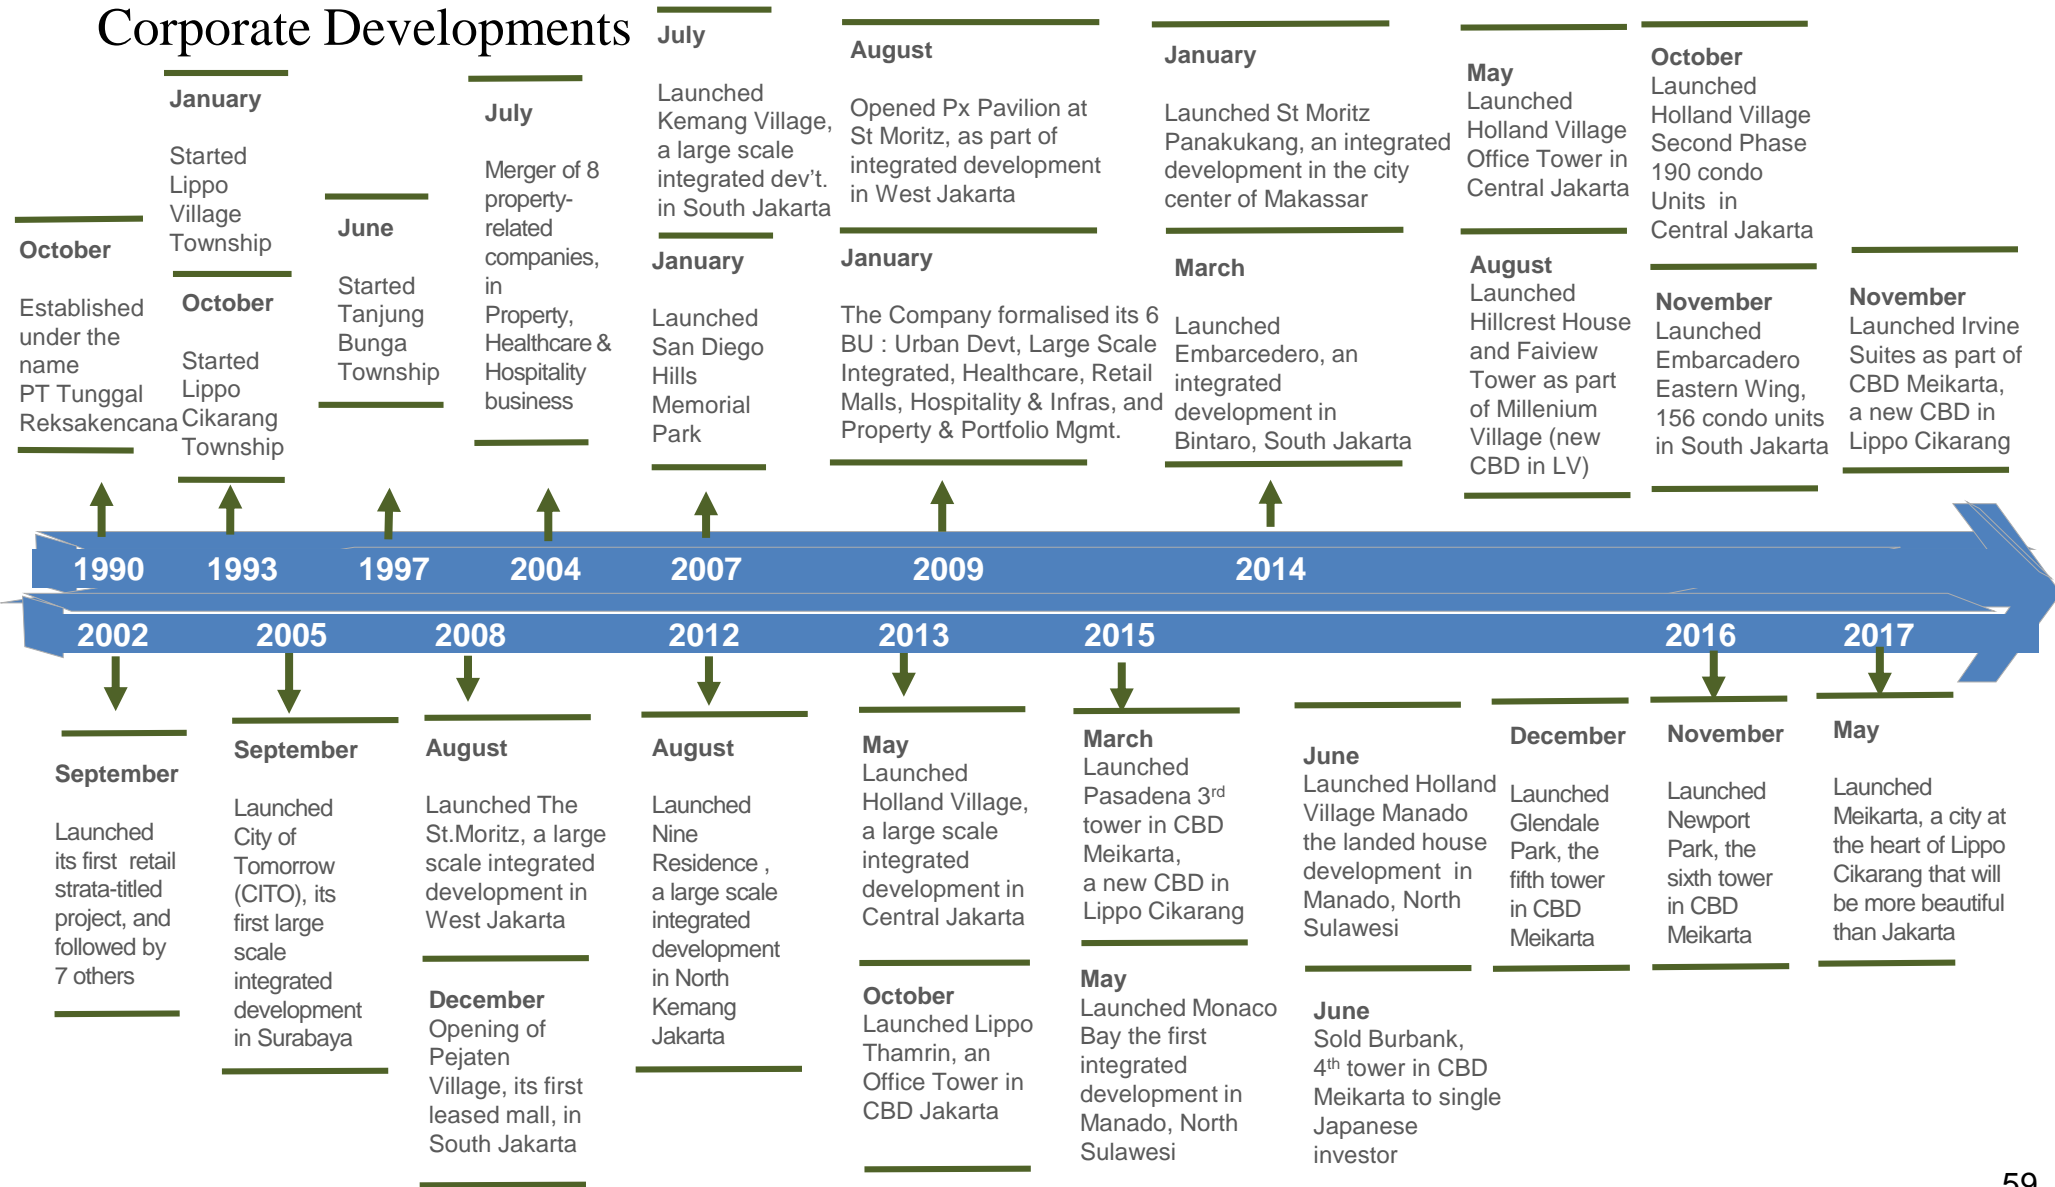 Corporate Developments
October
Established
under the
name
PT Tunggal
Reksakencana
January
Started
Lippo
Village
Township
October
Started
Lippo
Cikarang
Township
June
Started
Tanjung
Bunga
Township
July
Merger of 8
property-
related
companies,
in
Property,
Healthcare &
Hospitality
business
July
Launched
Kemang Village,
a large scale
integrated dev't.
in South Jakarta
January
Launched
San Diego
Hills
Memorial
Park
August
Opened Px Pavilion at
St Moritz, as part of
integrated development
in West Jakarta
January
The Company formalised its 6
BU : Urban Devt, Large Scale
Integrated, Healthcare, Retail
Malls, Hospitality & Infras, and
Property & Portfolio Mgmt.
January
Launched St Moritz
Panakukang, an integrated
development in the city
center of Makassar
March
Launched
Embarcedero, an
integrated
development in
Bintaro, South Jakarta
May
Launched
Holland Village
Office Tower in
Central Jakarta
August
Launched
Hillcrest House
and Faiview
Tower as part
of Millenium
Village (new
CBD in LV)
October
Launched
Holland Village
Second Phase
190 condo
Units in
Central Jakarta
November
Launched
Embarcadero
Eastern Wing,
156 condo units
in South Jakarta
November
Launched Irvine
Suites as part of
CBD Meikarta,
a new CBD in
Lippo Cikarang
1990 1993 1997 2004 2007 2009 2014
2002 2005 2008 2012 2013 2015 2016 2017
September
Launched
its first retail
strata-titled
project, and
followed by
7 others
September
Launched
City of
Tomorrow
(CITO), its
first large
scale
integrated
development
in Surabaya
August
Launched The
St.Moritz, a large
scale integrated
development in
West Jakarta
December
Opening of
Pejaten
Village, its first
leased mall, in
South Jakarta
August
Launched
Nine
Residence ,
a large scale
integrated
development
in North
Kemang
Jakarta
May
Launched
Holland Village,
a large scale
integrated
development in
Central Jakarta
October
Launched Lippo
Thamrin, an
Office Tower in
CBD Jakarta
March
Launched
Pasadena 3rd
tower in CBD
Meikarta,
a new CBD in
Lippo Cikarang
May
Launched Monaco
Bay the first
integrated
development in
Manado, North
Sulawesi
June
Launched Holland
Village Manado
the landed house
development in
Manado, North
Sulawesi
June
Sold Burbank,
4th tower in CBD
Meikarta to single
Japanese
investor
December
Launched
Glendale
Park, the
fifth tower
in CBD
Meikarta
November
Launched
Newport
Park, the
sixth tower
in CBD
Meikarta
May
Launched
Meikarta, a city at
the heart of Lippo
Cikarang that will
be more beautiful
than Jakarta
59